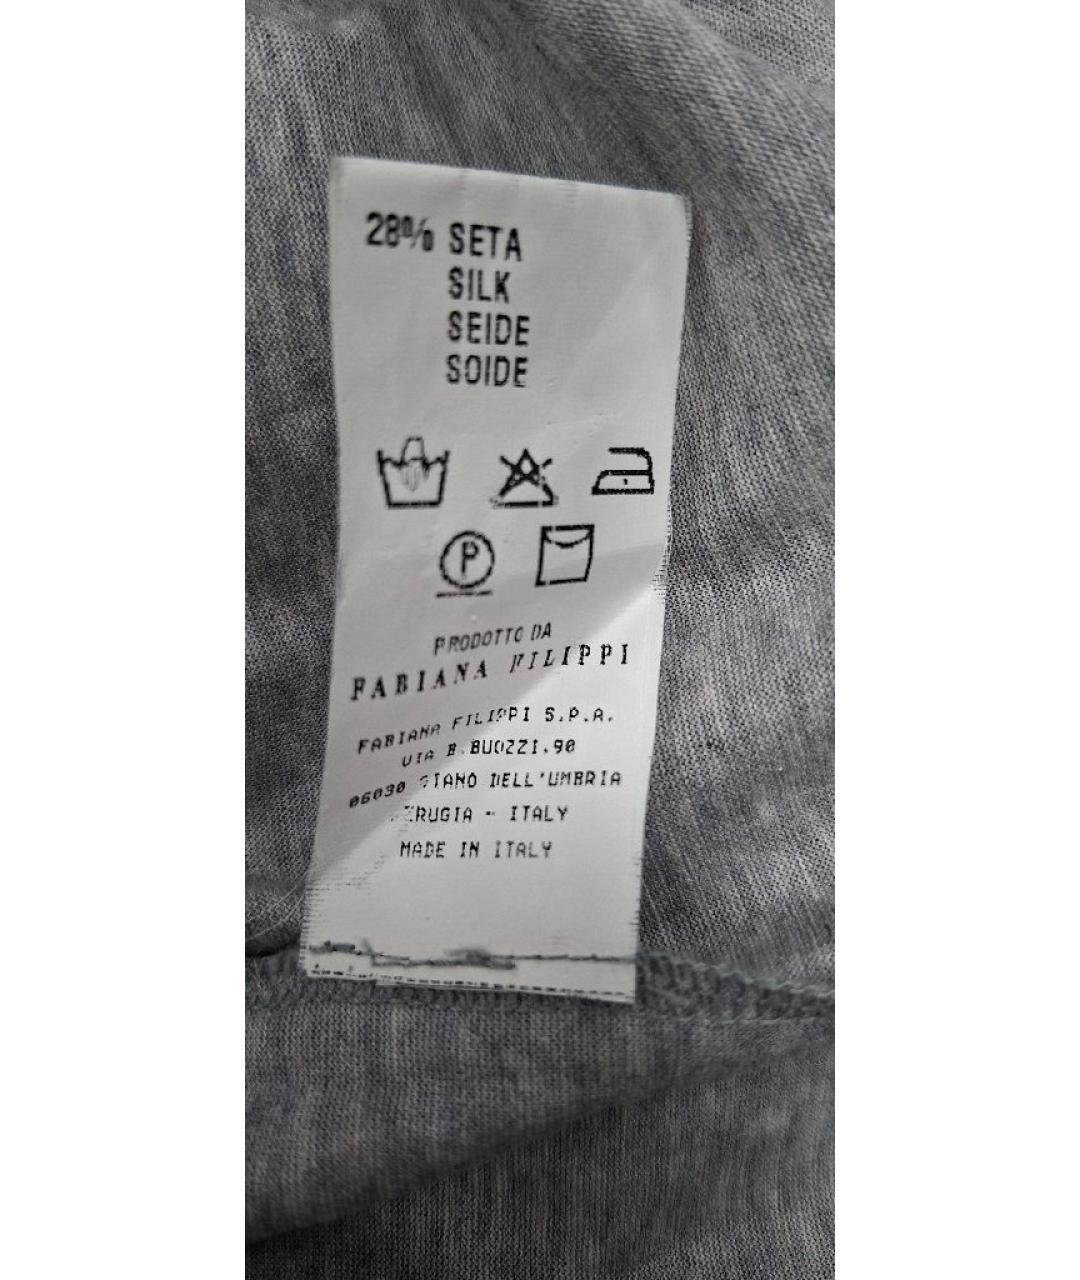 28% SETA
SILK
SEIDE
SOIDE
P
PRODOTTO DA
FABIANA FILIPPI
FABIANA FILIPPI S.P.A.
VIA B.BUOZZI.90
06030 GIANO DELL'UMBRIA
ERUGIA - ITALY
MADE IN ITALY